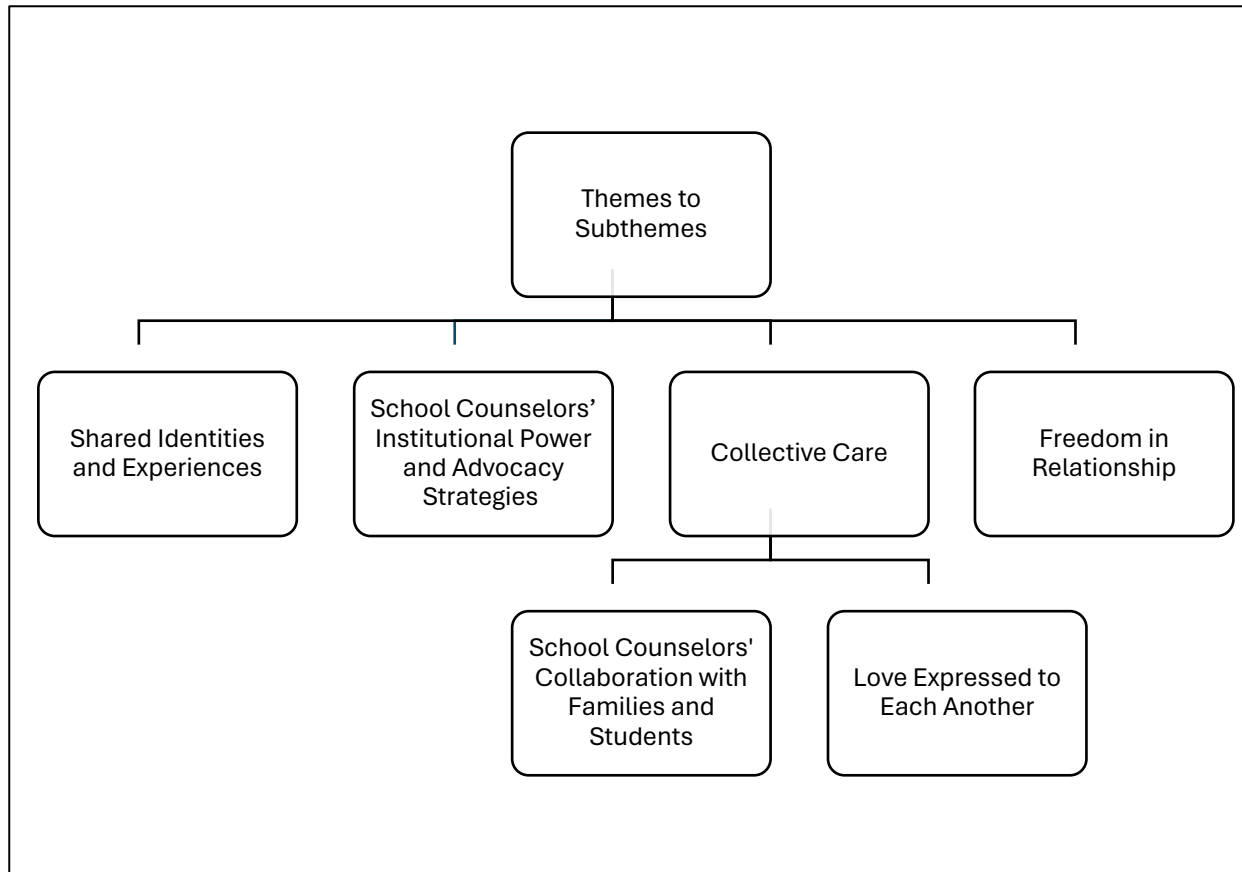 Themes to
Subthemes
Shared Identities
and Experiences
School Counselors’
Institutional Power
and Advocacy
Strategies
Collective Care
Freedom in
Relationship
School Counselors'
Collaboration with
Families and
Students
Love Expressed to
Each Another